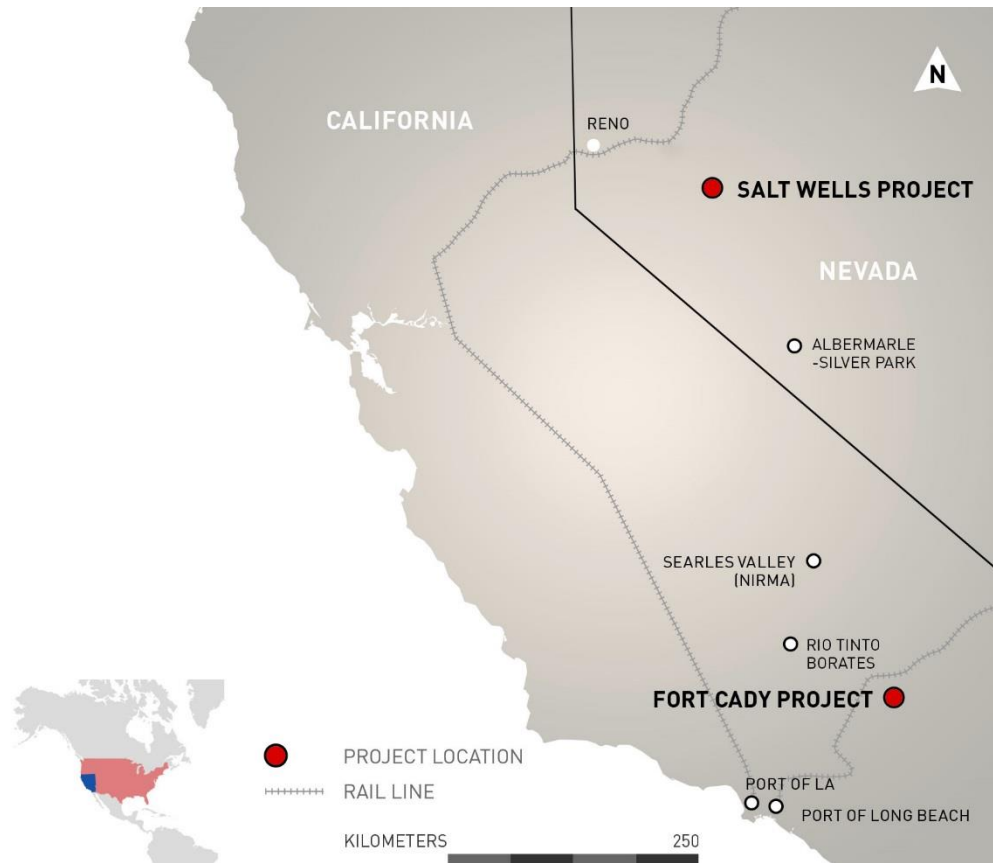 N
CALIFORNIA
RENO
SALT WELLS PROJECT
NEVADA
ALBERMARLE
-SILVER PARK
SEARLES VALLEY
(NIRMA)
RIO TINTO
BORATES
FORT CADY PROJECT
PROJECT LOCATION
RAIL LINE
PORT OF LA
PORT OF LONG BEACH
KILOMETERS
250